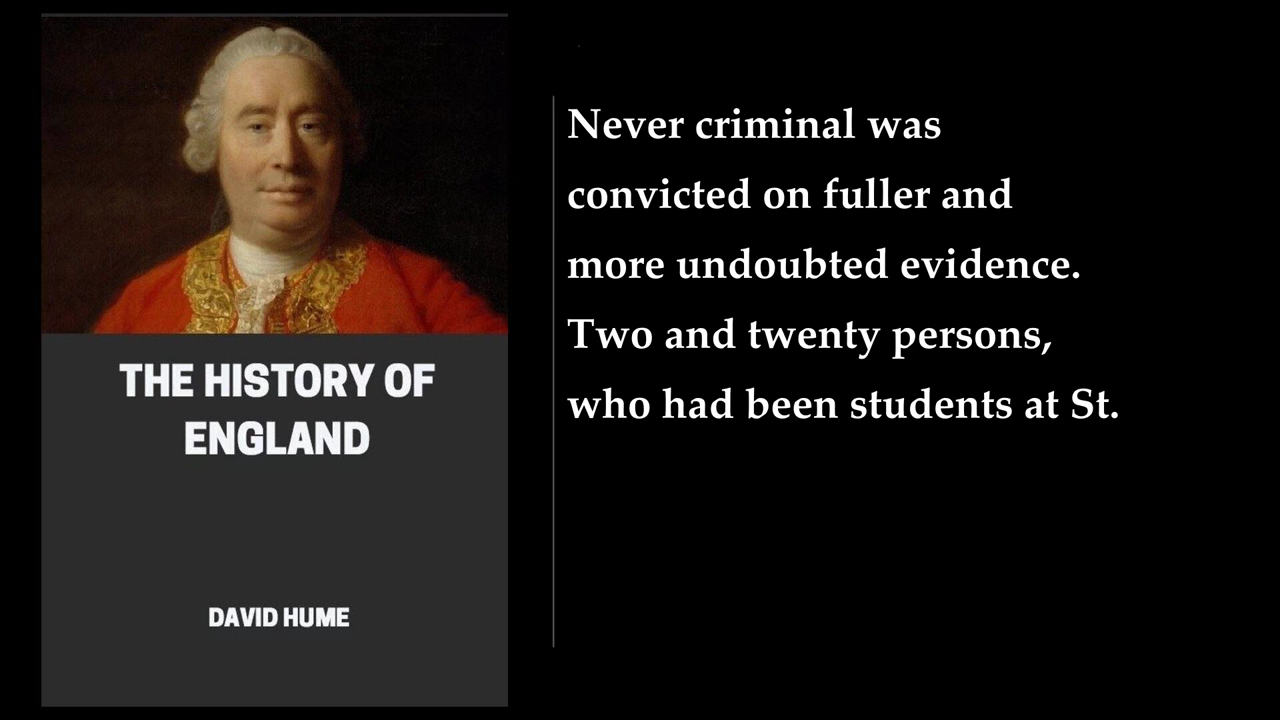 THE HISTORY OF
ENGLAND
DAVID HUME
Never criminal was
convicted on fuller and
more undoubted evidence.
Two and twenty persons,
who had been students at St.